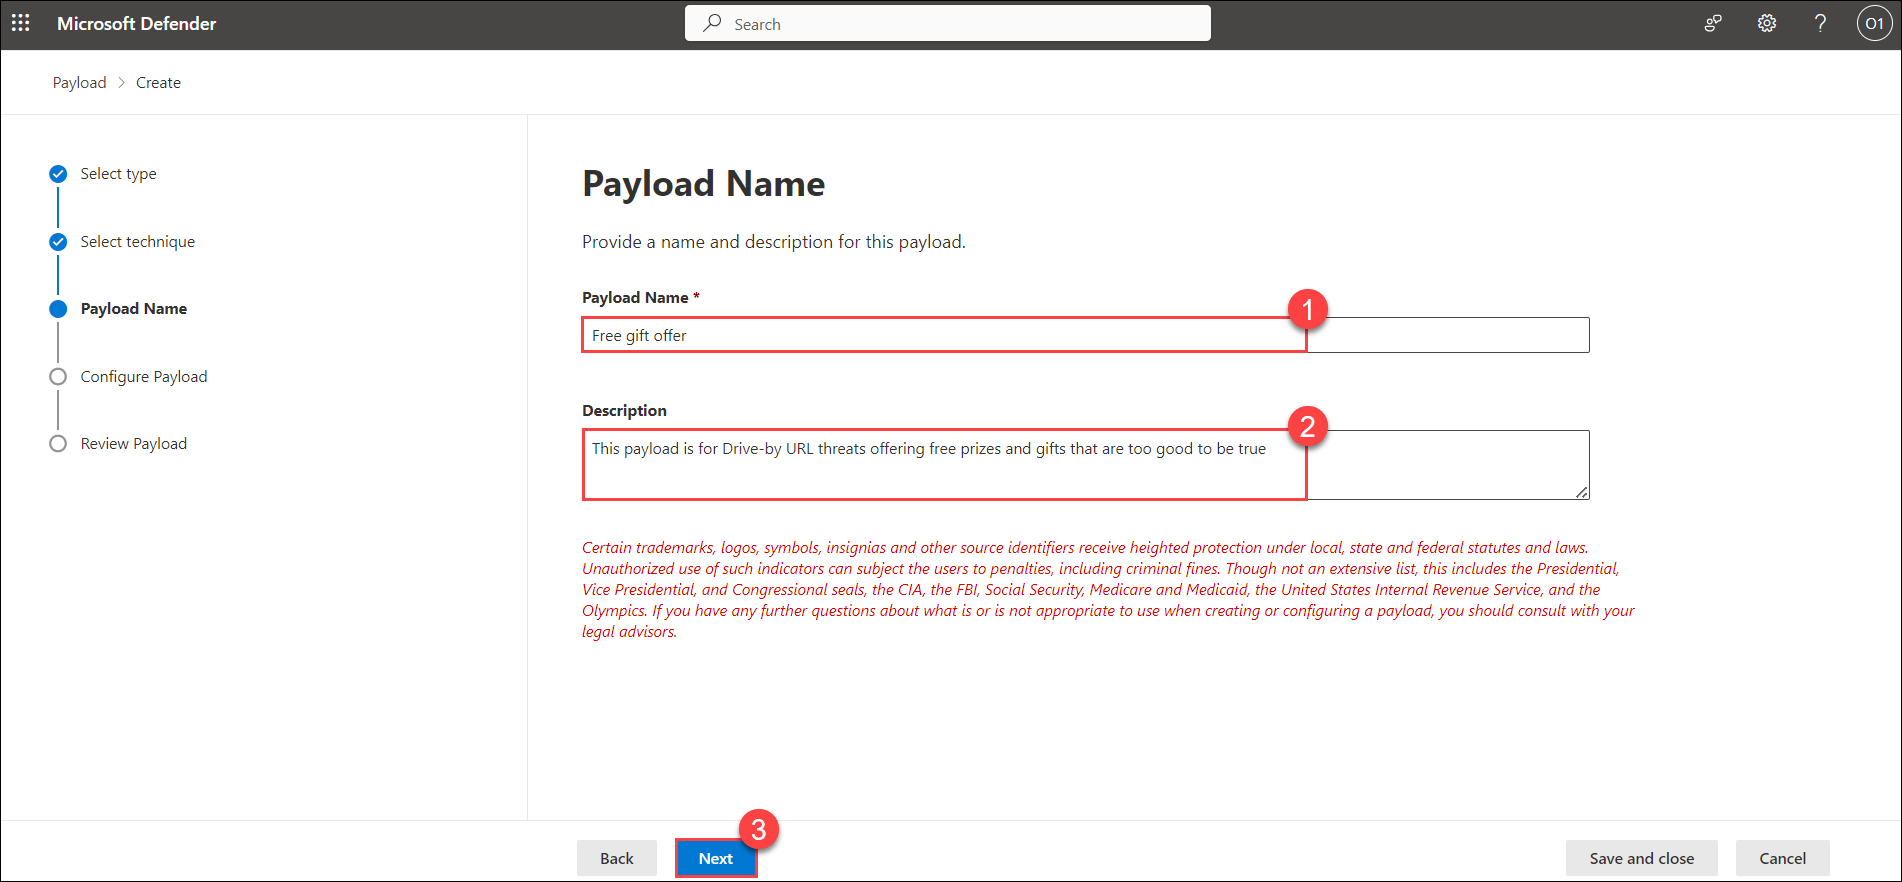 Microsoft Defender
Search
O1
Payload > Create
Select type
Select technique
Payload Name
Configure Payload
Review Payload
Payload Name
Provide a name and description for this payload.
Payload Name *
1
Free gift offer
Description
2
This payload is for Drive-by URL threats offering free prizes and gifts that are too good to be true
Certain trademarks, logos, symbols, insignias and other source identifiers receive heighted protection under local, state and federal statutes and laws.
Unauthorized use of such indicators can subject the users to penalties, including criminal fines. Though not an extensive list, this includes the Presidential,
Vice Presidential, and Congressional seals, the CIA, the FBI, Social Security, Medicare and Medicaid, the United States Internal Revenue Service, and the
Olympics. If you have any further questions about what is or is not appropriate to use when creating or configuring a payload, you should consult with your
legal advisors.
3
Back
Next
Save and close
Cancel